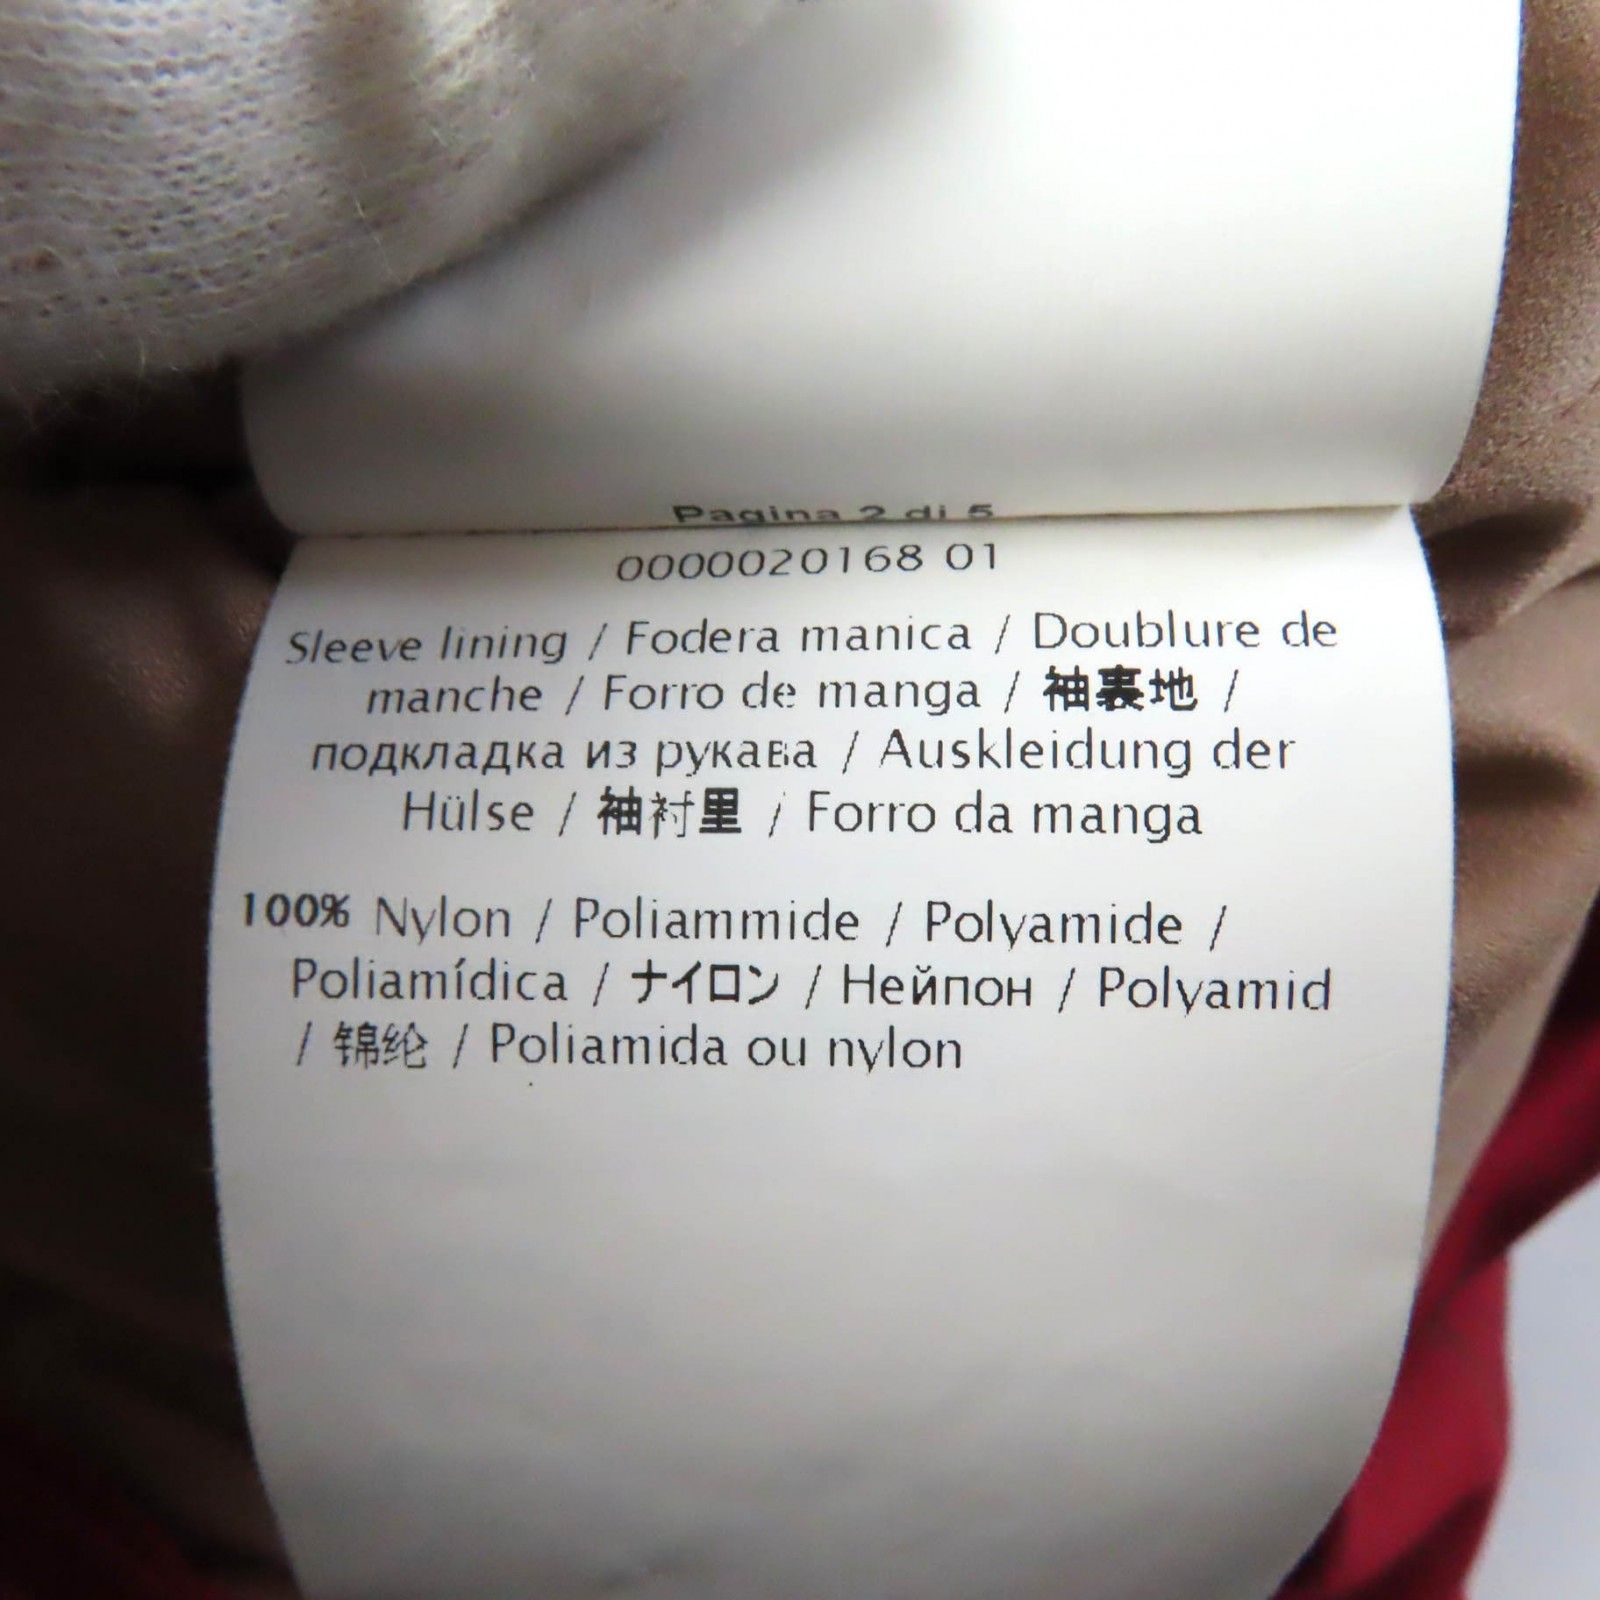 Pagina 2 di 5
0000020168 01
Sleeve lining / Fodera manica / Doublure de
manche / Forro de manga / 袖裏地 /
подкладка из рукава / Auskleidung der
Hülse / 袖衬里 / Forro da manga
100% Nylon / Poliammide / Polyamide /
Poliamídica / ナイロン / Нейпон / Polyamid
/ 锦纶 / Poliamida ou nylon